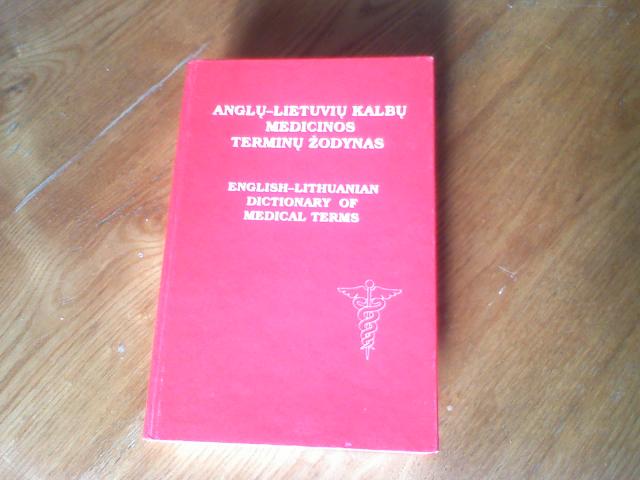 ANGLŲ–LIETUVIŲ KALBŲ
MEDICINOS
TERMINŲ ŽODYNAS
ENGLISH–LITHUANIAN
DICTIONARY OF
MEDICAL TERMS